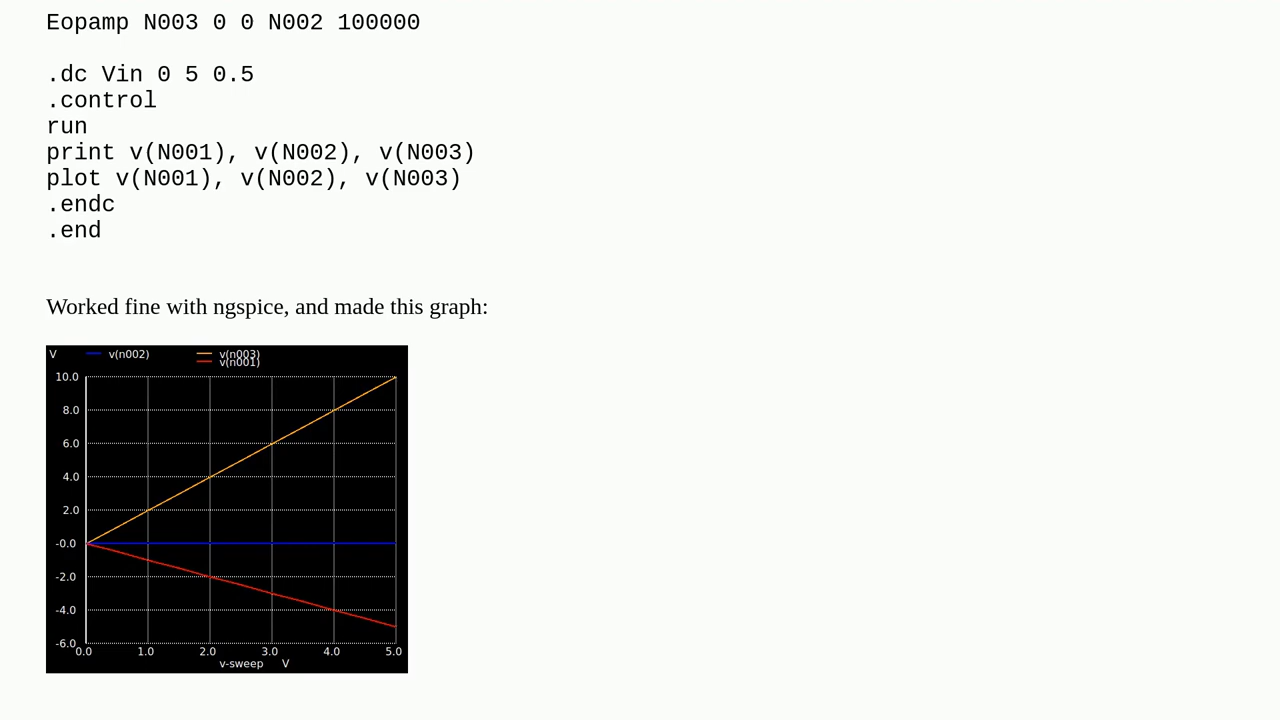 Eopamp N003 0 0 N002 100000
.dc Vin 0 5 0.5
.control
run
print v(N001), v(N002), v(N003)
plot v(N001), v(N002), v(N003)
.endc
.end
Worked fine with ngspice, and made this graph:
V v(n002) v(n003)
v(n001)
10.0
8.0
6.0
4.0
2.0
-0.0
-2.0
-4.0
-6.0
0.0 1.0 2.0 3.0 4.0 5.0
v-sweep V